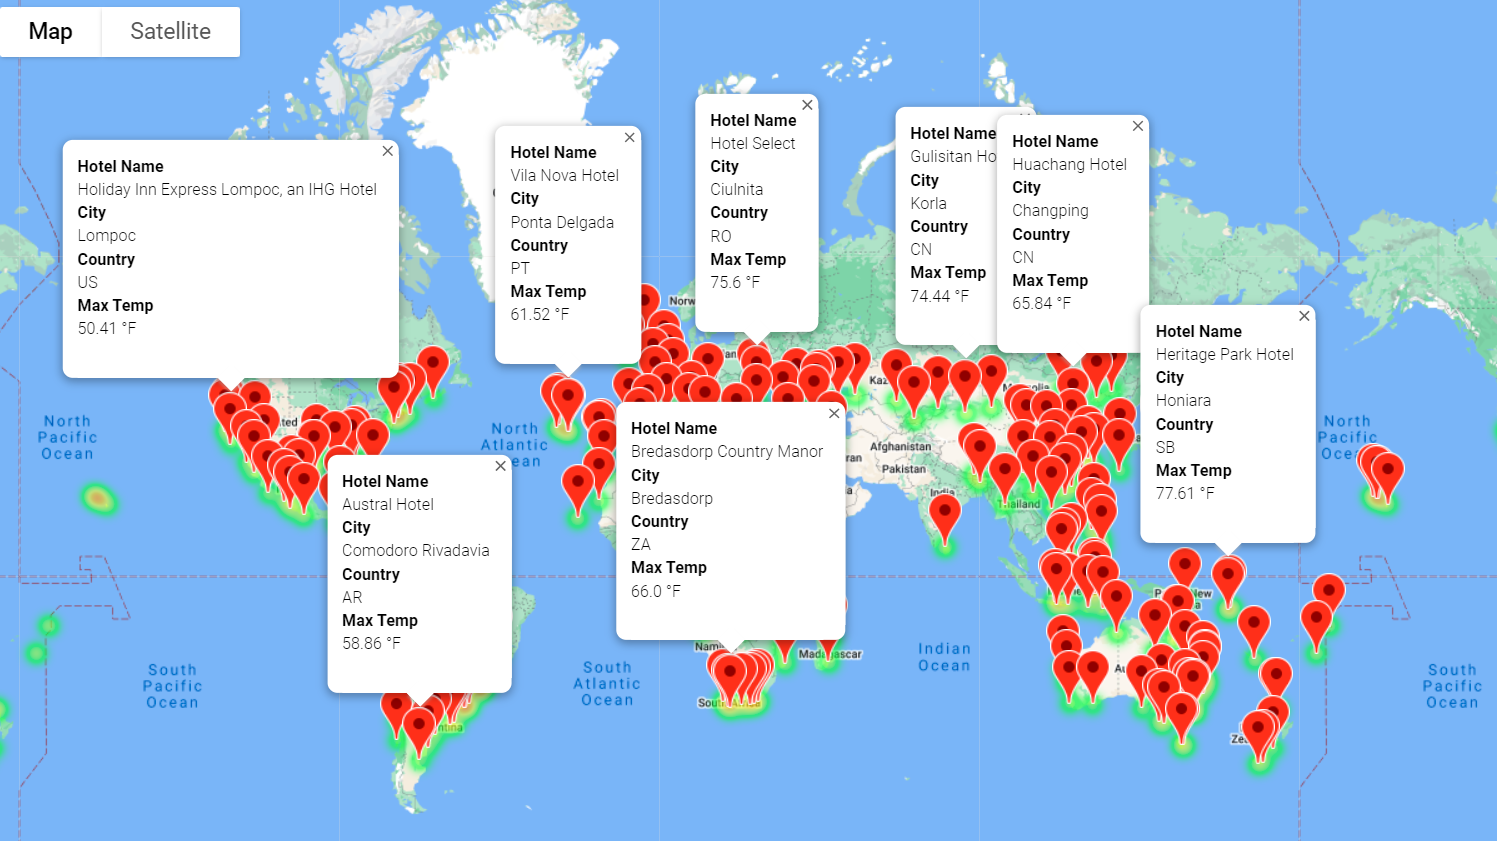 Map
Satellite
Hotel Name
Holiday Inn Express Lompoc, an IHG Hotel
City
Lompoc
Country
US
Max Temp
50.41 °F
Hotel Name
Vila Nova Hotel
City
Ponta Delgada
Country
PT
Max Temp
61.52 °F
Hotel Name
Hotel Select
City
Ciulnita
Country
RO
Max Temp
75.6 °F
Hotel Name
Gulisitan Ho
City
Korla
Country
CN
Max Temp
74.44 °F
Hotel Name
Huachang Hotel
City
Changping
Country
CN
Max Temp
65.84 °F
Hotel Name
Heritage Park Hotel
City
Honiara
Country
SB
Max Temp
77.61 °F
Hotel Name
Bredasdorp Country Manor
City
Bredasdorp
Country
ZA
Max Temp
66.0 °F
Hotel Name
Austral Hotel
City
Comodoro Rivadavia
Country
AR
Max Temp
58.86 °F
North
Pacific
Ocean
North
Atlantic
North
Pacific
Norw
Afghanistan
Pakistan
India
Thailand
Madagascar
South
Pacific
Ocean
South
Atlantic
Ocean
Indian
Ocean
South
Pacific
Ocean